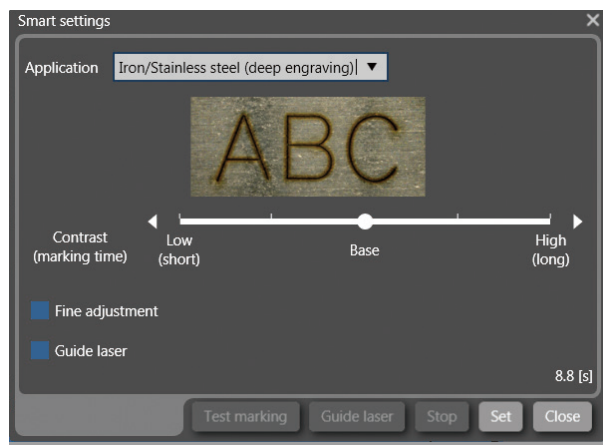 Smart settings
Application Iron/Stainless steel (deep engraving)
ABC
Contrast
(marking time)
Low
(short)
Base
High
(long)
Fine adjustment
Guide laser
8.8 [s]
Test marking Guide laser Stop Set Close